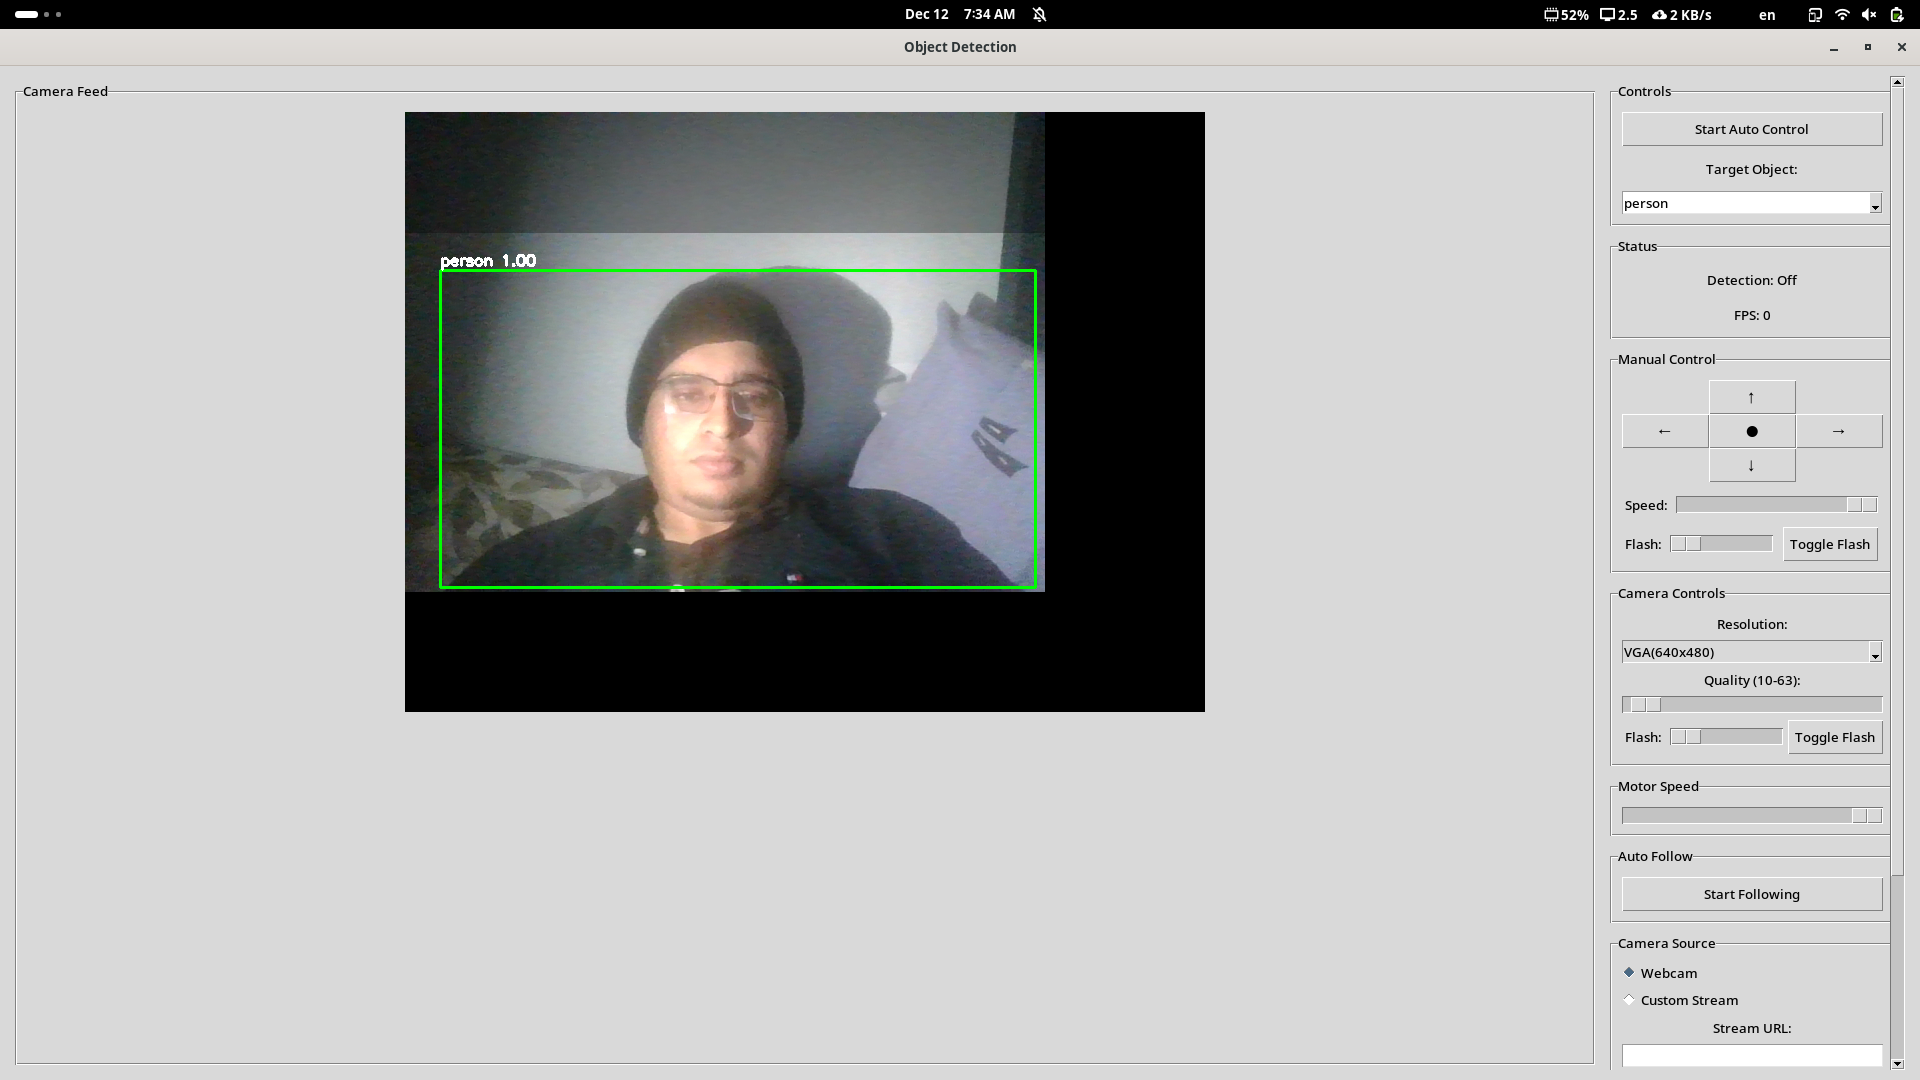 Dec 12 7:34 AM
52% 2.5 2 KB/s en
Object Detection
Camera Feed
person 1.00
Controls
Start Auto Control
Target Object:
person
Status
Detection: Off
FPS: 0
Manual Control
↑
← ● →
↓
Speed:
Flash: Toggle Flash
Camera Controls
Resolution:
VGA(640x480)
Quality (10-63):
Flash: Toggle Flash
Motor Speed
Auto Follow
Start Following
Camera Source
Webcam
Custom Stream
Stream URL: